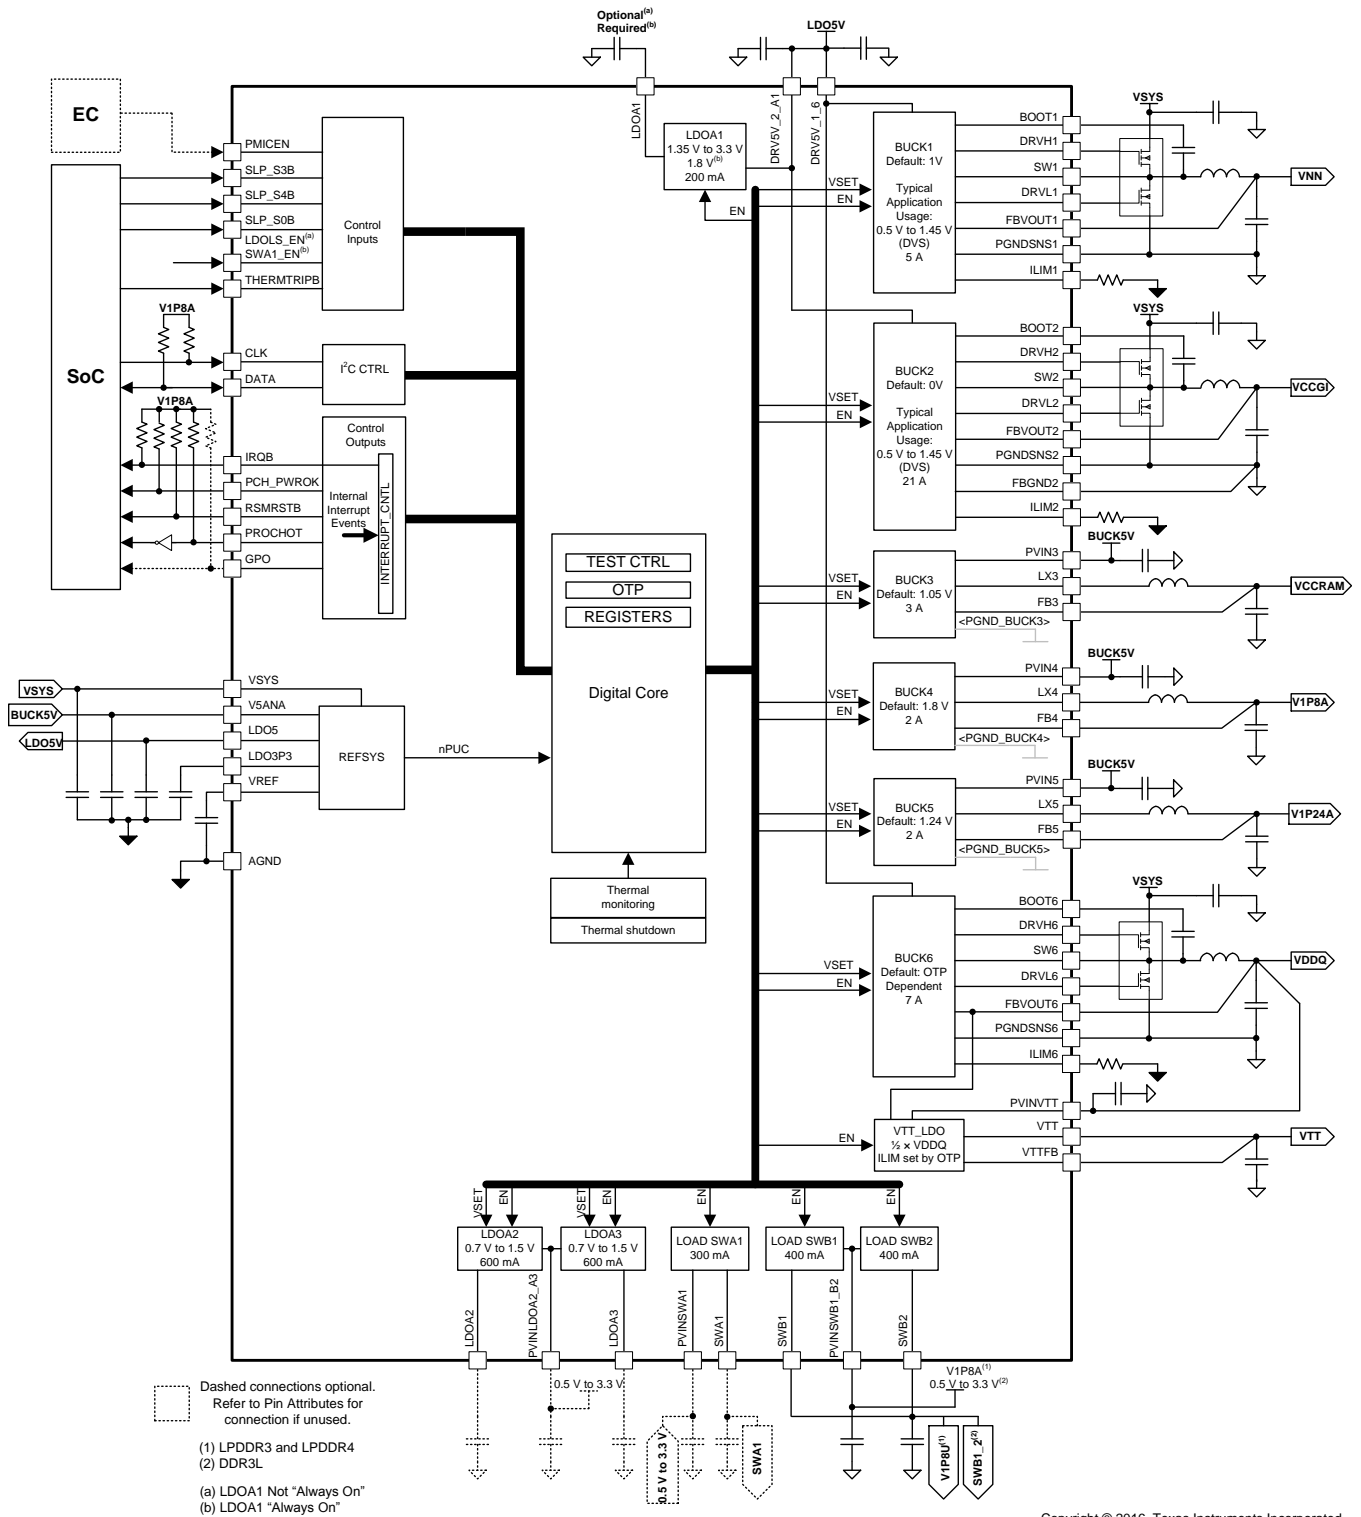 Optional(a)
Required(b)
LDO5V
EC
SoC
PMICEN
SLP_S3B
SLP_S4B
SLP_S0B
LDOLS_EN(a)
SWA1_EN(b)
THERMTRIPB
Control
Inputs
V1P8A
CLK
DATA
I2C CTRL
V1P8A
IRQB
PCH_PWROK
RSMRSTB
PROCHOT
GPO
Control
Outputs
Internal
Interrupt
Events
INTERRUPT_CNTL
VSYS
BUCK5V
LDO5V
VSYS
V5ANA
LDO5
LDO3P3
VREF
AGND
REFSYS
nPUC
TEST CTRL
OTP
REGISTERS
Digital Core
Thermal
monitoring
Thermal shutdown
LDOA1
DRV5V_2_A1
DRV5V_1_6
LDOA1
1.35 V to 3.3 V
1.8 V(b)
200 mA
EN
VSET
EN
BUCK1
Default: 1V
Typical
Application
Usage:
0.5 V to 1.45 V
(DVS)
5 A
BOOT1
DRVH1
SW1
DRVL1
FBVOUT1
PGNDSNS1
ILIM1
VSYS
VNN
VSET
EN
BUCK2
Default: 0V
Typical
Application
Usage:
0.5 V to 1.45 V
(DVS)
21 A
BOOT2
DRVH2
SW2
DRVL2
FBVOUT2
PGNDSNS2
FBGND2
ILIM2
VSYS
VCCGI
VSET
EN
BUCK3
Default: 1.05 V
3 A
PVIN3
LX3
FB3
<PGND_BUCK3>
BUCK5V
VCCRAM
VSET
EN
BUCK4
Default: 1.8 V
2 A
PVIN4
LX4
FB4
<PGND_BUCK4>
BUCK5V
V1P8A
VSET
EN
BUCK5
Default: 1.24 V
2 A
PVIN5
LX5
FB5
<PGND_BUCK5>
BUCK5V
V1P24A
VSET
EN
BUCK6
Default: OTP
Dependent
7 A
BOOT6
DRVH6
SW6
DRVL6
FBVOUT6
PGNDSNS6
ILIM6
VSYS
VDDQ
EN
VTT_LDO
½ × VDDQ
ILIM set by OTP
PVINVTT
VTT
VTTFB
VTT
VSET
EN
VSET
EN
EN
EN
EN
LDOA2
0.7 V to 1.5 V
600 mA
LDOA3
0.7 V to 1.5 V
600 mA
LOAD SWA1
300 mA
LOAD SWB1
400 mA
LOAD SWB2
400 mA
LDOA2
PVINLDOA2_A3
LDOA3
PVINSWA1
SWA1
SWB1
PVINSWB1_B2
SWB2
0.5 V to 3.3 V
V1P8A(1)
0.5 V to 3.3 V(2)
0.5 V to 3.3 V
SWA1
V1P8U(1)
SWB1_2(2)
Dashed connections optional.
Refer to Pin Attributes for
connection if unused.
(1) LPDDR3 and LPDDR4
(2) DDR3L
(a) LDOA1 Not “Always On”
(b) LDOA1 “Always On”
Copyright © 2016, Texas Instruments Incorporated